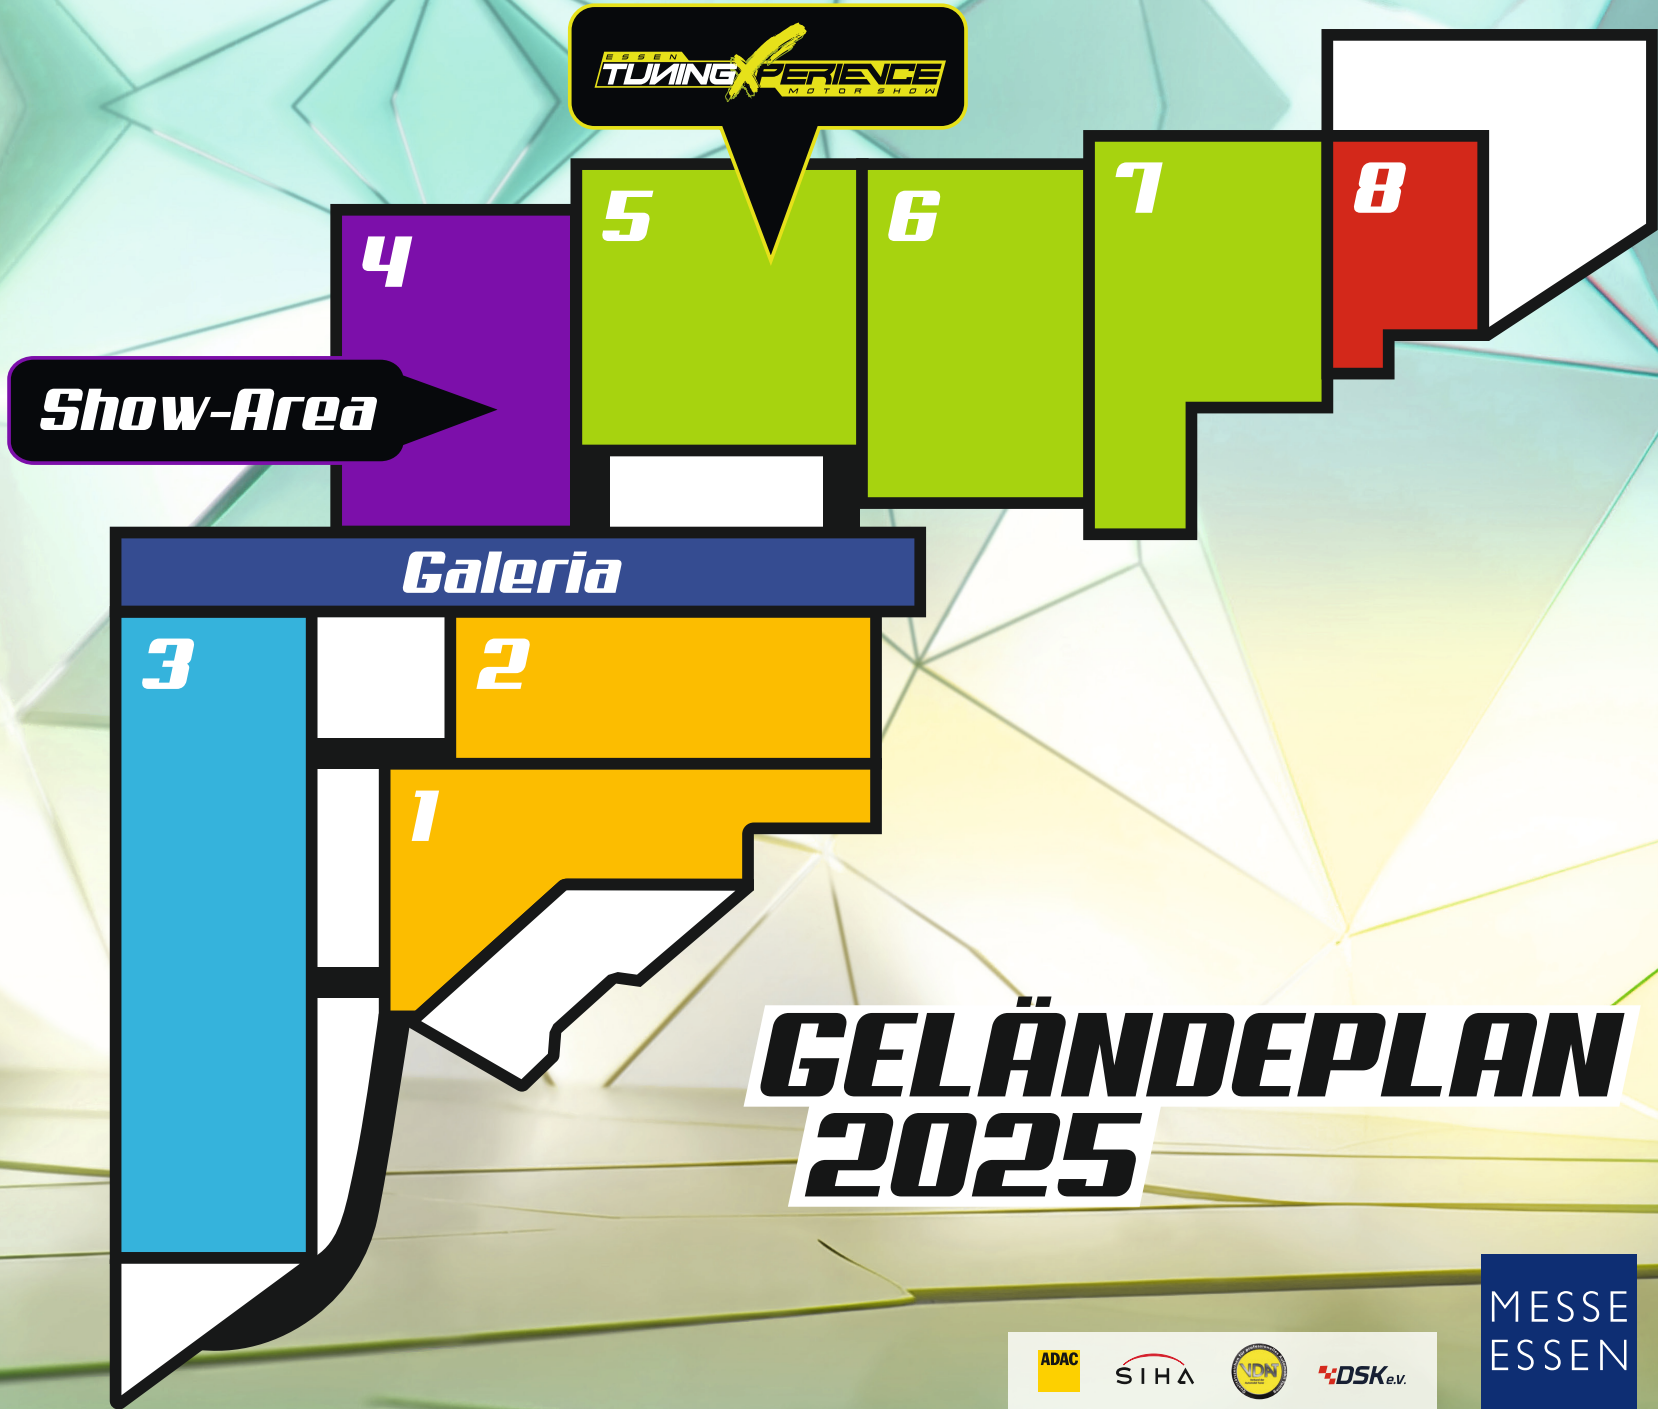 ESSEN
TUNINGXPERIENCE
MOTOR SHOW
4
5
6
7
8
Show-Area
Galeria
3
2
1
GELÄNDEPLAN
2025
MESSE
ESSEN
ADAC
SIHA
VDAT
DSK e.V.